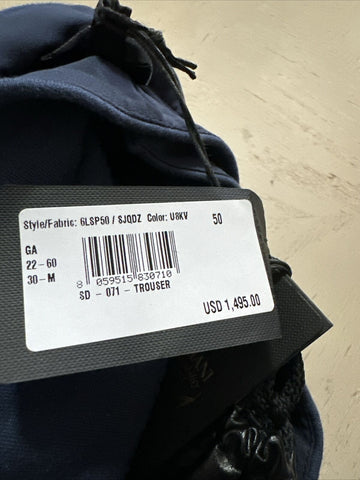 Style/Fabric: 6LSP50 / SJQDZ Color: U8KV 50
GA
22-60
30-M
8 059515 830710
SD - 071 - TROUSER
USD 1,495.00